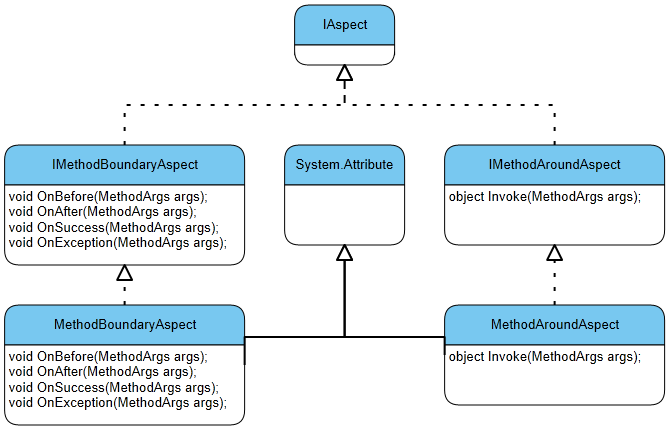 IAspect
IMethodBoundaryAspect
void OnBefore(MethodArgs args);
void OnAfter(MethodArgs args);
void OnSuccess(MethodArgs args);
void OnException(MethodArgs args);
System.Attribute
IMethodAroundAspect
object Invoke(MethodArgs args);
MethodBoundaryAspect
void OnBefore(MethodArgs args);
void OnAfter(MethodArgs args);
void OnSuccess(MethodArgs args);
void OnException(MethodArgs args);
MethodAroundAspect
object Invoke(MethodArgs args);